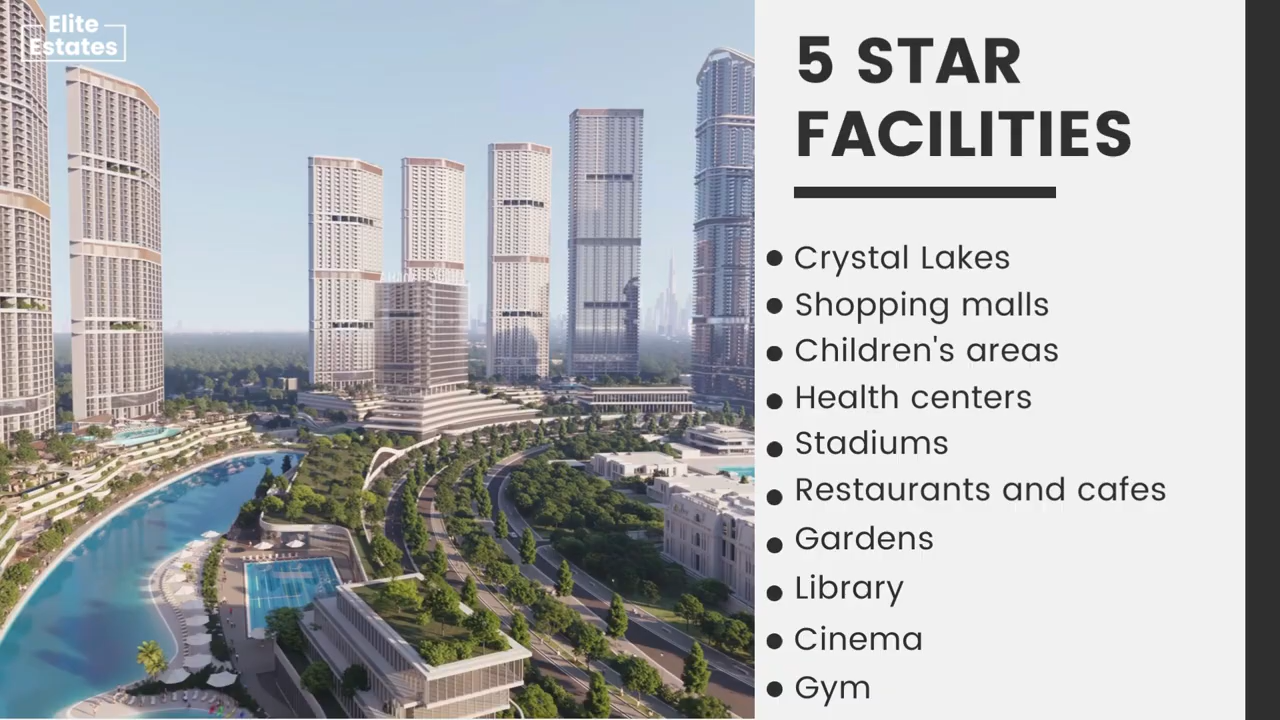 Elite
Estates
5 STAR
FACILITIES
Crystal Lakes
Shopping malls
Children's areas
Health centers
Stadiums
Restaurants and cafes
Gardens
Library
Cinema
Gym